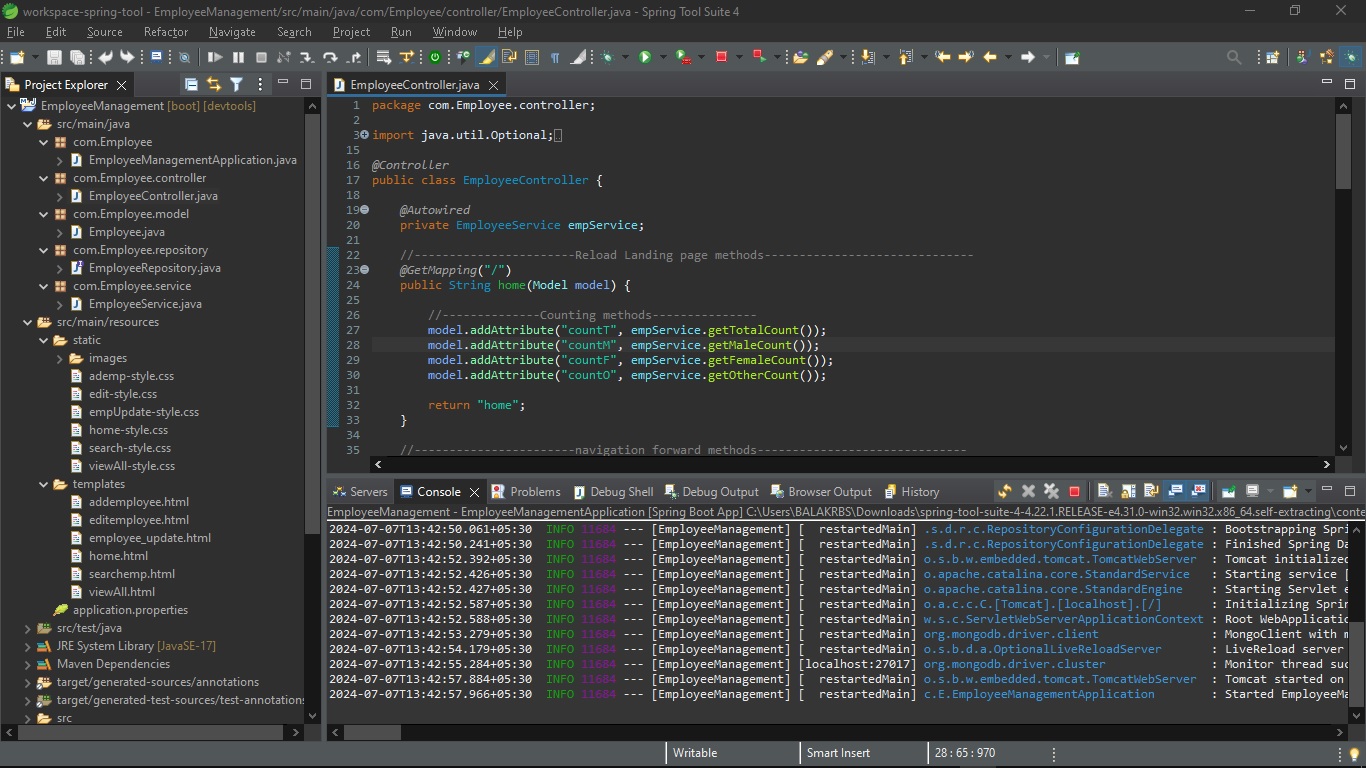 workspace-spring-tool - EmployeeManagement/src/main/java/com/Employee/controller/EmployeeController.java - Spring Tool Suite 4
File Edit Source Refactor Navigate Search Project Run Window Help
Project Explorer
EmployeeManagement [boot] [devtools]
src/main/java
com.Employee
EmployeeManagementApplication.java
com.Employee.controller
EmployeeController.java
com.Employee.model
Employee.java
com.Employee.repository
EmployeeRepository.java
com.Employee.service
EmployeeService.java
src/main/resources
static
images
ademp-style.css
edit-style.css
empUpdate-style.css
home-style.css
search-style.css
viewAll-style.css
templates
addemployee.html
editemployee.html
employee_update.html
home.html
searchemp.html
viewAll.html
application.properties
src/test/java
JRE System Library [JavaSE-17]
Maven Dependencies
target/generated-sources/annotations
target/generated-test-sources/test-annotations
src
EmployeeController.java
1 package com.Employee.controller;
2
3 import java.util.Optional;
15
16 @Controller
17 public class EmployeeController {
18
19 @Autowired
20 private EmployeeService empService;
21
22 //-----------------------Reload Landing page methods------------------------------
23 @GetMapping("/")
24 public String home(Model model) {
25
26 //--------------Counting methods---------------
27 model.addAttribute("countT", empService.getTotalCount());
28 model.addAttribute("countM", empService.getMaleCount());
29 model.addAttribute("countF", empService.getFemaleCount());
30 model.addAttribute("countO", empService.getOtherCount());
31
32 return "home";
33 }
34
35 //-----------------------navigation forward methods------------------------------
Servers Console Problems Debug Shell Debug Output Browser Output History
EmployeeManagement - EmployeeManagementApplication [Spring Boot App] C:\Users\BALAKRBS\Downloads\spring-tool-suite-4-4.22.1.RELEASE-e4.31.0-win32.win32.x86_64.self-extracting\conte
2024-07-07T13:42:50.061+05:30 INFO 11684 --- [EmployeeManagement] [ restartedMain] .s.d.r.c.RepositoryConfigurationDelegate : Bootstrapping Spri
2024-07-07T13:42:50.241+05:30 INFO 11684 --- [EmployeeManagement] [ restartedMain] .s.d.r.c.RepositoryConfigurationDelegate : Finished Spring Da
2024-07-07T13:42:52.392+05:30 INFO 11684 --- [EmployeeManagement] [ restartedMain] o.s.b.w.embedded.tomcat.TomcatWebServer : Tomcat initialized
2024-07-07T13:42:52.426+05:30 INFO 11684 --- [EmployeeManagement] [ restartedMain] o.apache.catalina.core.StandardService : Starting service [
2024-07-07T13:42:52.427+05:30 INFO 11684 --- [EmployeeManagement] [ restartedMain] o.apache.catalina.core.StandardEngine : Starting Servlet e
2024-07-07T13:42:52.587+05:30 INFO 11684 --- [EmployeeManagement] [ restartedMain] o.a.c.c.C.[Tomcat].[localhost].[/] : Initializing Sprin
2024-07-07T13:42:52.588+05:30 INFO 11684 --- [EmployeeManagement] [ restartedMain] w.s.c.ServletWebServerApplicationContext : Root WebApplicatio
2024-07-07T13:42:53.279+05:30 INFO 11684 --- [EmployeeManagement] [ restartedMain] org.mongodb.driver.client : MongoClient with m
2024-07-07T13:42:54.179+05:30 INFO 11684 --- [EmployeeManagement] [ restartedMain] o.s.b.d.a.OptionalLiveReloadServer : LiveReload server
2024-07-07T13:42:55.284+05:30 INFO 11684 --- [EmployeeManagement] [localhost:27017] org.mongodb.driver.cluster : Monitor thread suc
2024-07-07T13:42:57.884+05:30 INFO 11684 --- [EmployeeManagement] [ restartedMain] o.s.b.w.embedded.tomcat.TomcatWebServer : Tomcat started on
2024-07-07T13:42:57.966+05:30 INFO 11684 --- [EmployeeManagement] [ restartedMain] c.E.EmployeeManagementApplication : Started EmployeeMa
Writable Smart Insert 28 : 65 : 970